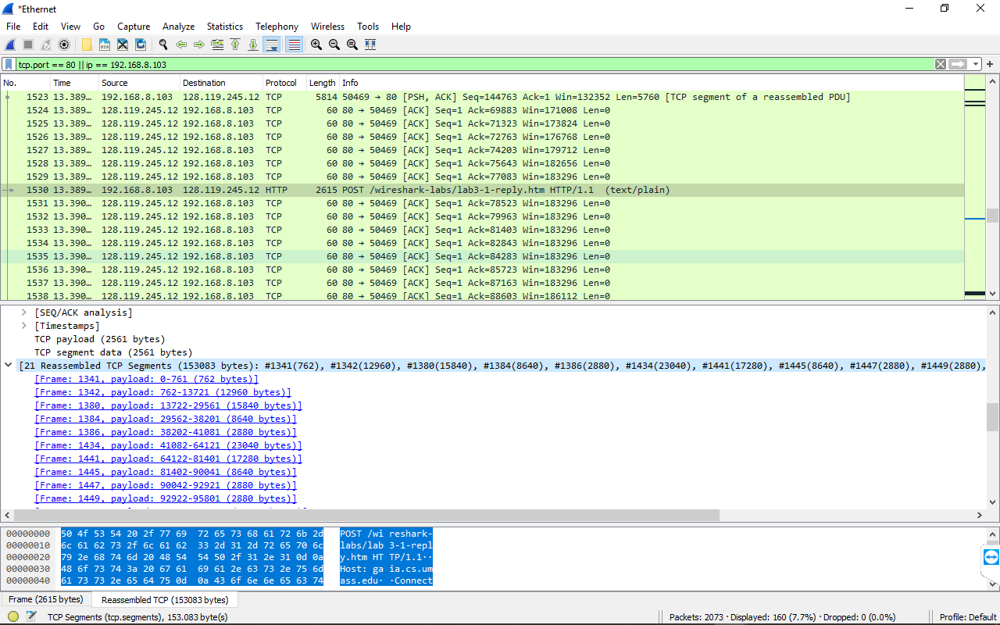 *Ethernet
File Edit View Go Capture Analyze Statistics Telephony Wireless Tools Help
tcp.port == 80 || ip == 192.168.8.103
No. Time Source Destination Protocol Length Info
1523 13.389… 192.168.8.103 128.119.245.12 TCP 5814 50469 → 80 [PSH, ACK] Seq=144763 Ack=1 Win=132352 Len=5760 [TCP segment of a reassembled PDU]
1524 13.389… 128.119.245.12 192.168.8.103 TCP 60 80 → 50469 [ACK] Seq=1 Ack=69883 Win=171008 Len=0
1525 13.389… 128.119.245.12 192.168.8.103 TCP 60 80 → 50469 [ACK] Seq=1 Ack=71323 Win=173824 Len=0
1526 13.389… 128.119.245.12 192.168.8.103 TCP 60 80 → 50469 [ACK] Seq=1 Ack=72763 Win=176768 Len=0
1527 13.389… 128.119.245.12 192.168.8.103 TCP 60 80 → 50469 [ACK] Seq=1 Ack=74203 Win=179712 Len=0
1528 13.389… 128.119.245.12 192.168.8.103 TCP 60 80 → 50469 [ACK] Seq=1 Ack=75643 Win=182656 Len=0
1529 13.389… 128.119.245.12 192.168.8.103 TCP 60 80 → 50469 [ACK] Seq=1 Ack=77083 Win=183296 Len=0
1530 13.389… 192.168.8.103 128.119.245.12 HTTP 2615 POST /wireshark-labs/lab3-1-reply.htm HTTP/1.1 (text/plain)
1531 13.390… 128.119.245.12 192.168.8.103 TCP 60 80 → 50469 [ACK] Seq=1 Ack=78523 Win=183296 Len=0
1532 13.390… 128.119.245.12 192.168.8.103 TCP 60 80 → 50469 [ACK] Seq=1 Ack=79963 Win=183296 Len=0
1533 13.390… 128.119.245.12 192.168.8.103 TCP 60 80 → 50469 [ACK] Seq=1 Ack=81403 Win=183296 Len=0
1534 13.390… 128.119.245.12 192.168.8.103 TCP 60 80 → 50469 [ACK] Seq=1 Ack=82843 Win=183296 Len=0
1535 13.390… 128.119.245.12 192.168.8.103 TCP 60 80 → 50469 [ACK] Seq=1 Ack=84283 Win=183296 Len=0
1536 13.390… 128.119.245.12 192.168.8.103 TCP 60 80 → 50469 [ACK] Seq=1 Ack=85723 Win=183296 Len=0
1537 13.390… 128.119.245.12 192.168.8.103 TCP 60 80 → 50469 [ACK] Seq=1 Ack=87163 Win=183296 Len=0
1538 13.390… 128.119.245.12 192.168.8.103 TCP 60 80 → 50469 [ACK] Seq=1 Ack=88603 Win=186112 Len=0
[SEQ/ACK analysis]
[Timestamps]
TCP payload (2561 bytes)
TCP segment data (2561 bytes)
[21 Reassembled TCP Segments (153083 bytes): #1341(762), #1342(12960), #1380(15840), #1384(8640), #1386(2880), #1434(23040), #1441(17280), #1445(8640), #1447(2880), #1449(2880),
[Frame: 1341, payload: 0-761 (762 bytes)]
[Frame: 1342, payload: 762-13721 (12960 bytes)]
[Frame: 1380, payload: 13722-29561 (15840 bytes)]
[Frame: 1384, payload: 29562-38201 (8640 bytes)]
[Frame: 1386, payload: 38202-41081 (2880 bytes)]
[Frame: 1434, payload: 41082-64121 (23040 bytes)]
[Frame: 1441, payload: 64122-81401 (17280 bytes)]
[Frame: 1445, payload: 81402-90041 (8640 bytes)]
[Frame: 1447, payload: 90042-92921 (2880 bytes)]
[Frame: 1449, payload: 92922-95801 (2880 bytes)]
00000000 50 4f 53 54 20 2f 77 69 72 65 73 68 61 72 6b 2d POST /wi reshark-
00000010 6c 61 62 73 2f 6c 61 62 33 2d 31 2d 72 65 70 6c labs/lab 3-1-repl
00000020 79 2e 68 74 6d 20 48 54 54 50 2f 31 2e 31 0d 0a y.htm HT TP/1.1··
00000030 48 6f 73 74 3a 20 67 61 69 61 2e 63 73 2e 75 6d Host: ga ia.cs.um
00000040 61 73 73 2e 65 64 75 0d 0a 43 6f 6e 6e 65 63 74 ass.edu· ·Connect
Frame (2615 bytes) Reassembled TCP (153083 bytes)
TCP Segments (tcp.segments), 153.083 byte(s) Packets: 2073 · Displayed: 160 (7.7%) · Dropped: 0 (0.0%) Profile: Default